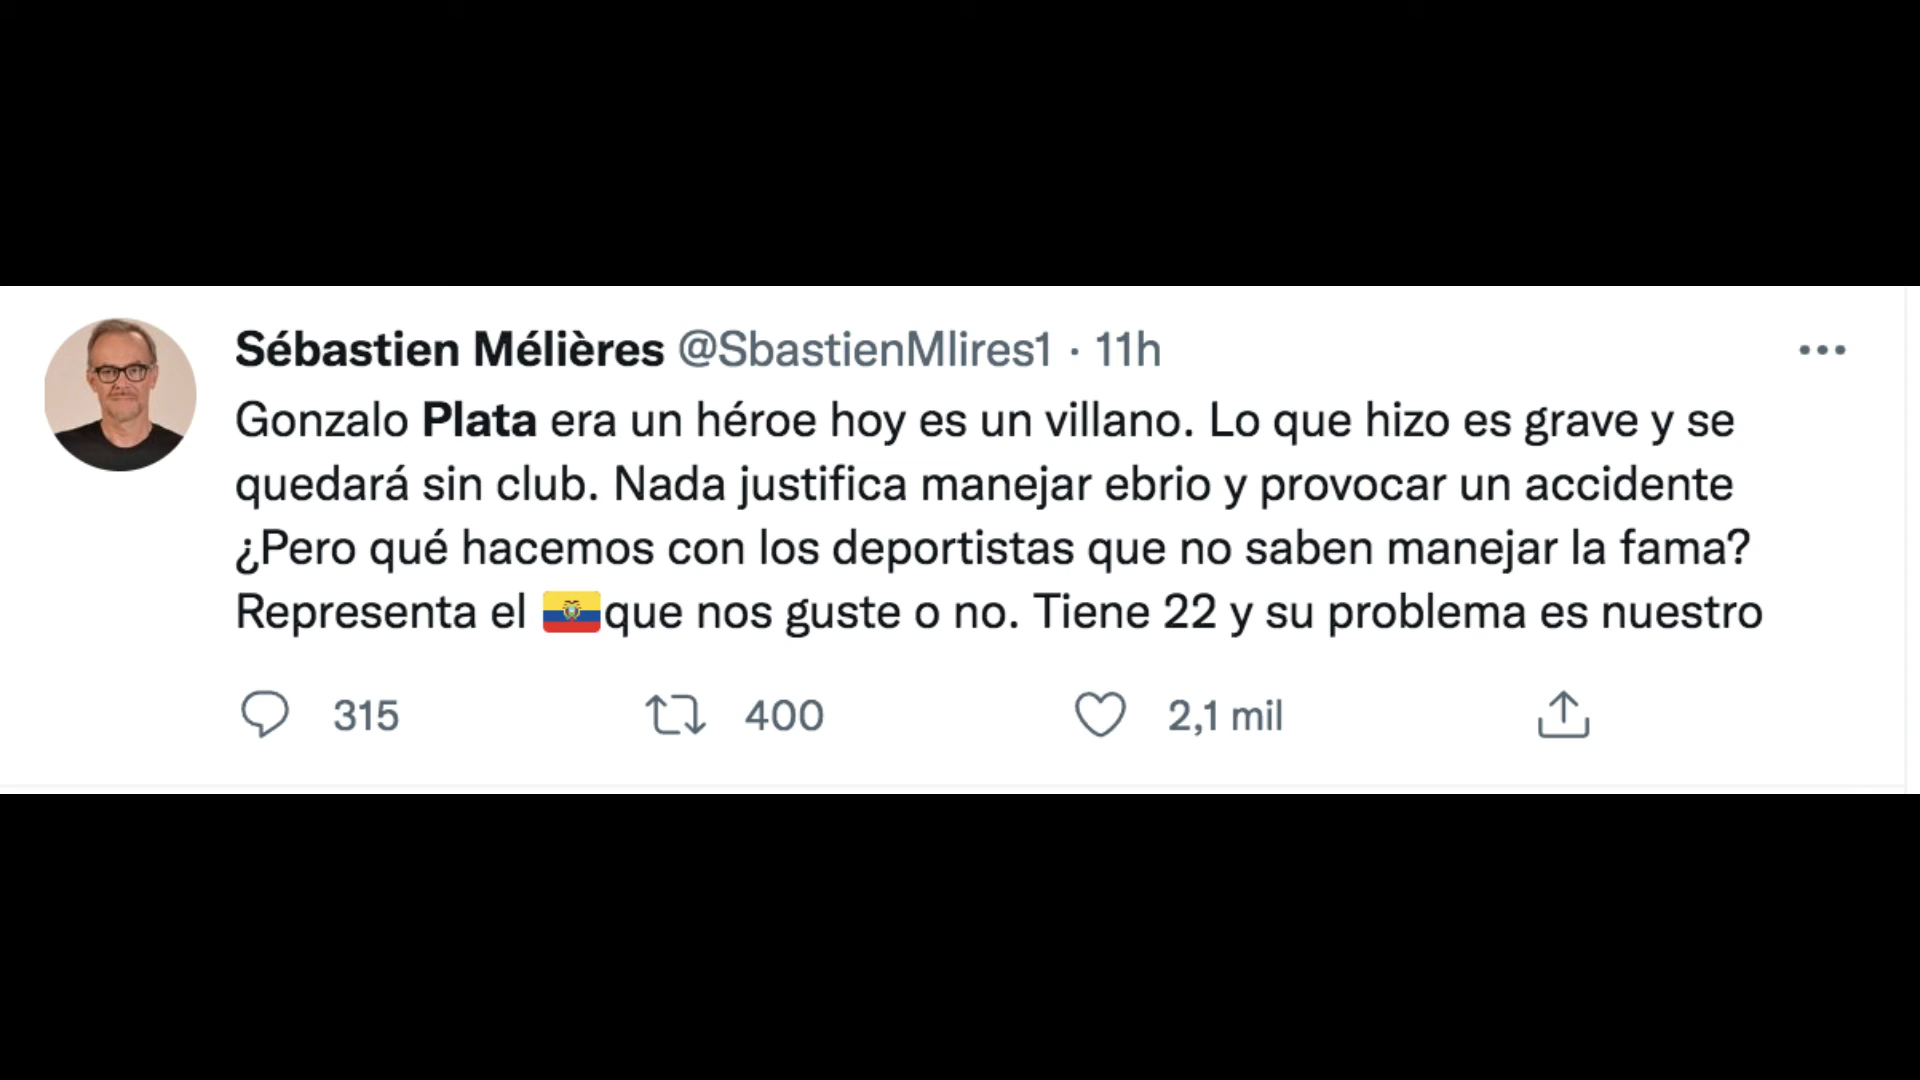 Sébastien Mélières @SbastienMlires1 · 11h
Gonzalo Plata era un héroe hoy es un villano. Lo que hizo es grave y se
quedará sin club. Nada justifica manejar ebrio y provocar un accidente
¿Pero qué hacemos con los deportistas que no saben manejar la fama?
Representa el 🇪🇨que nos guste o no. Tiene 22 y su problema es nuestro
315 400 2,1 mil